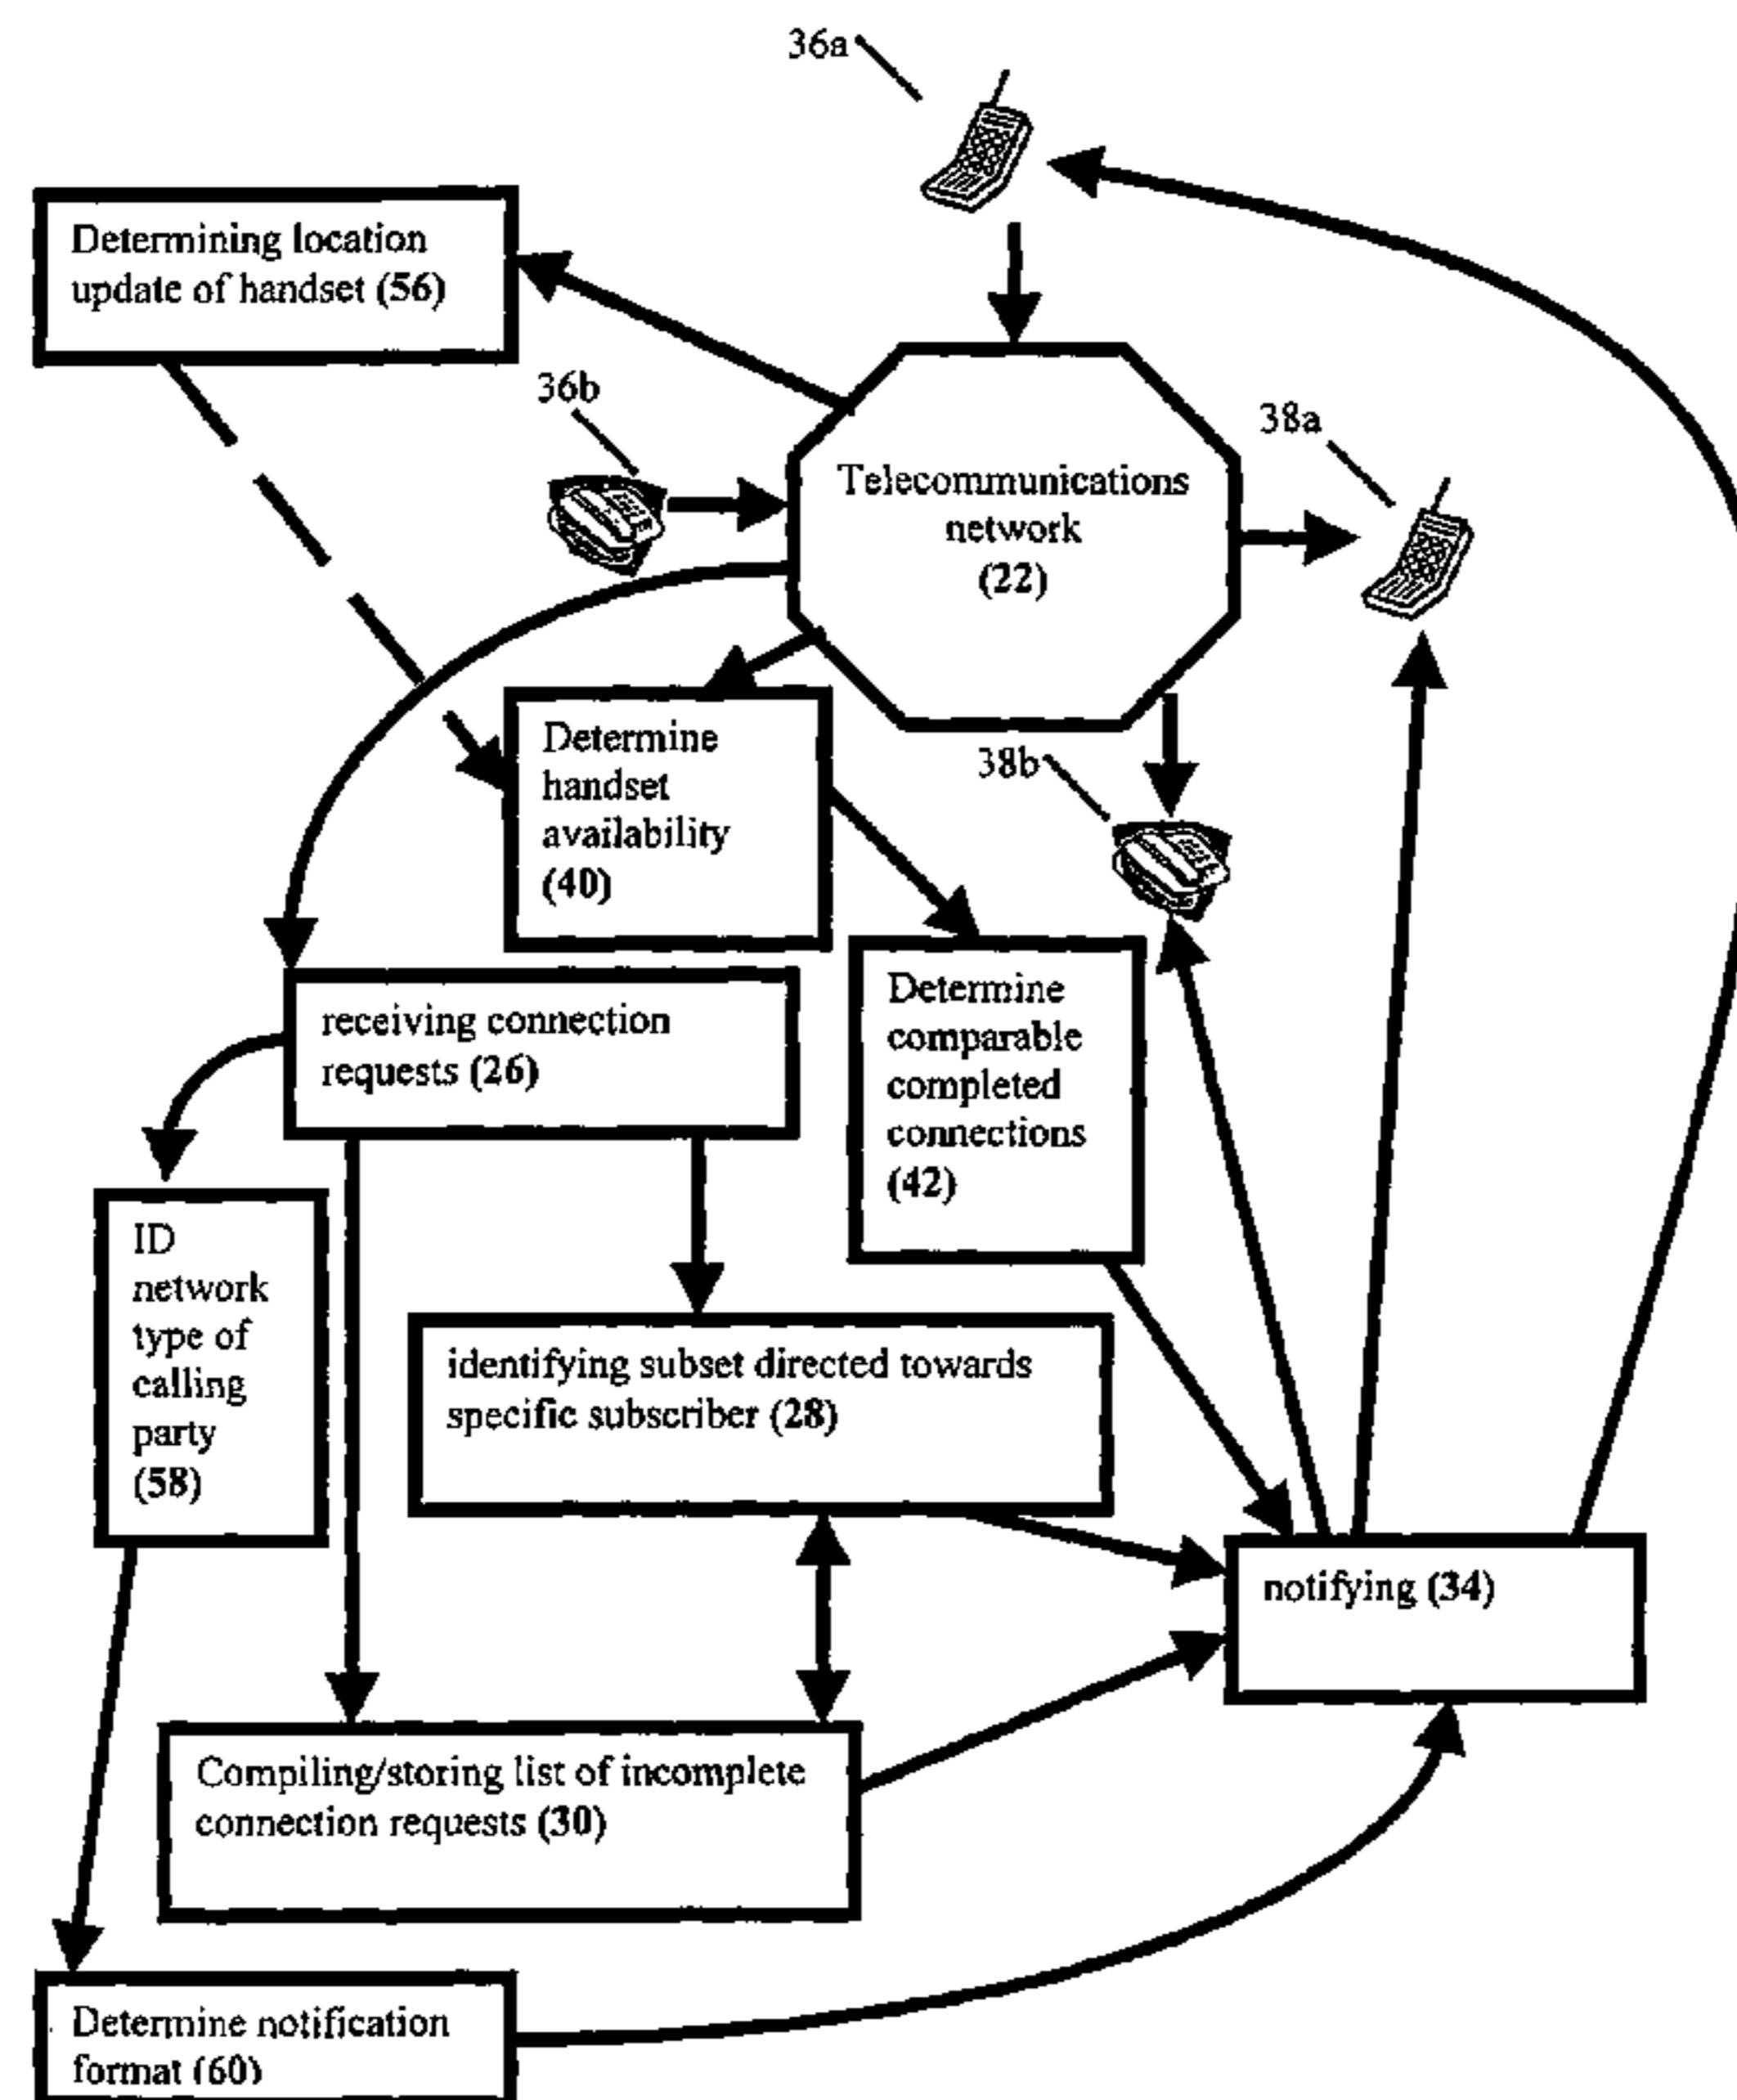 36a
Determining location
update of handset (56)
36b
38a
Telecommunications
network
(22)
Determine
handset
availability
(40)
38b
receiving connection
requests (26)
Determine
comparable
completed
connections
(42)
ID
network
type of
calling
party
(58)
identifying subset directed towards
specific subscriber (28)
notifying (34)
Compiling/storing list of incomplete
connection requests (30)
Determine notification
format (60)